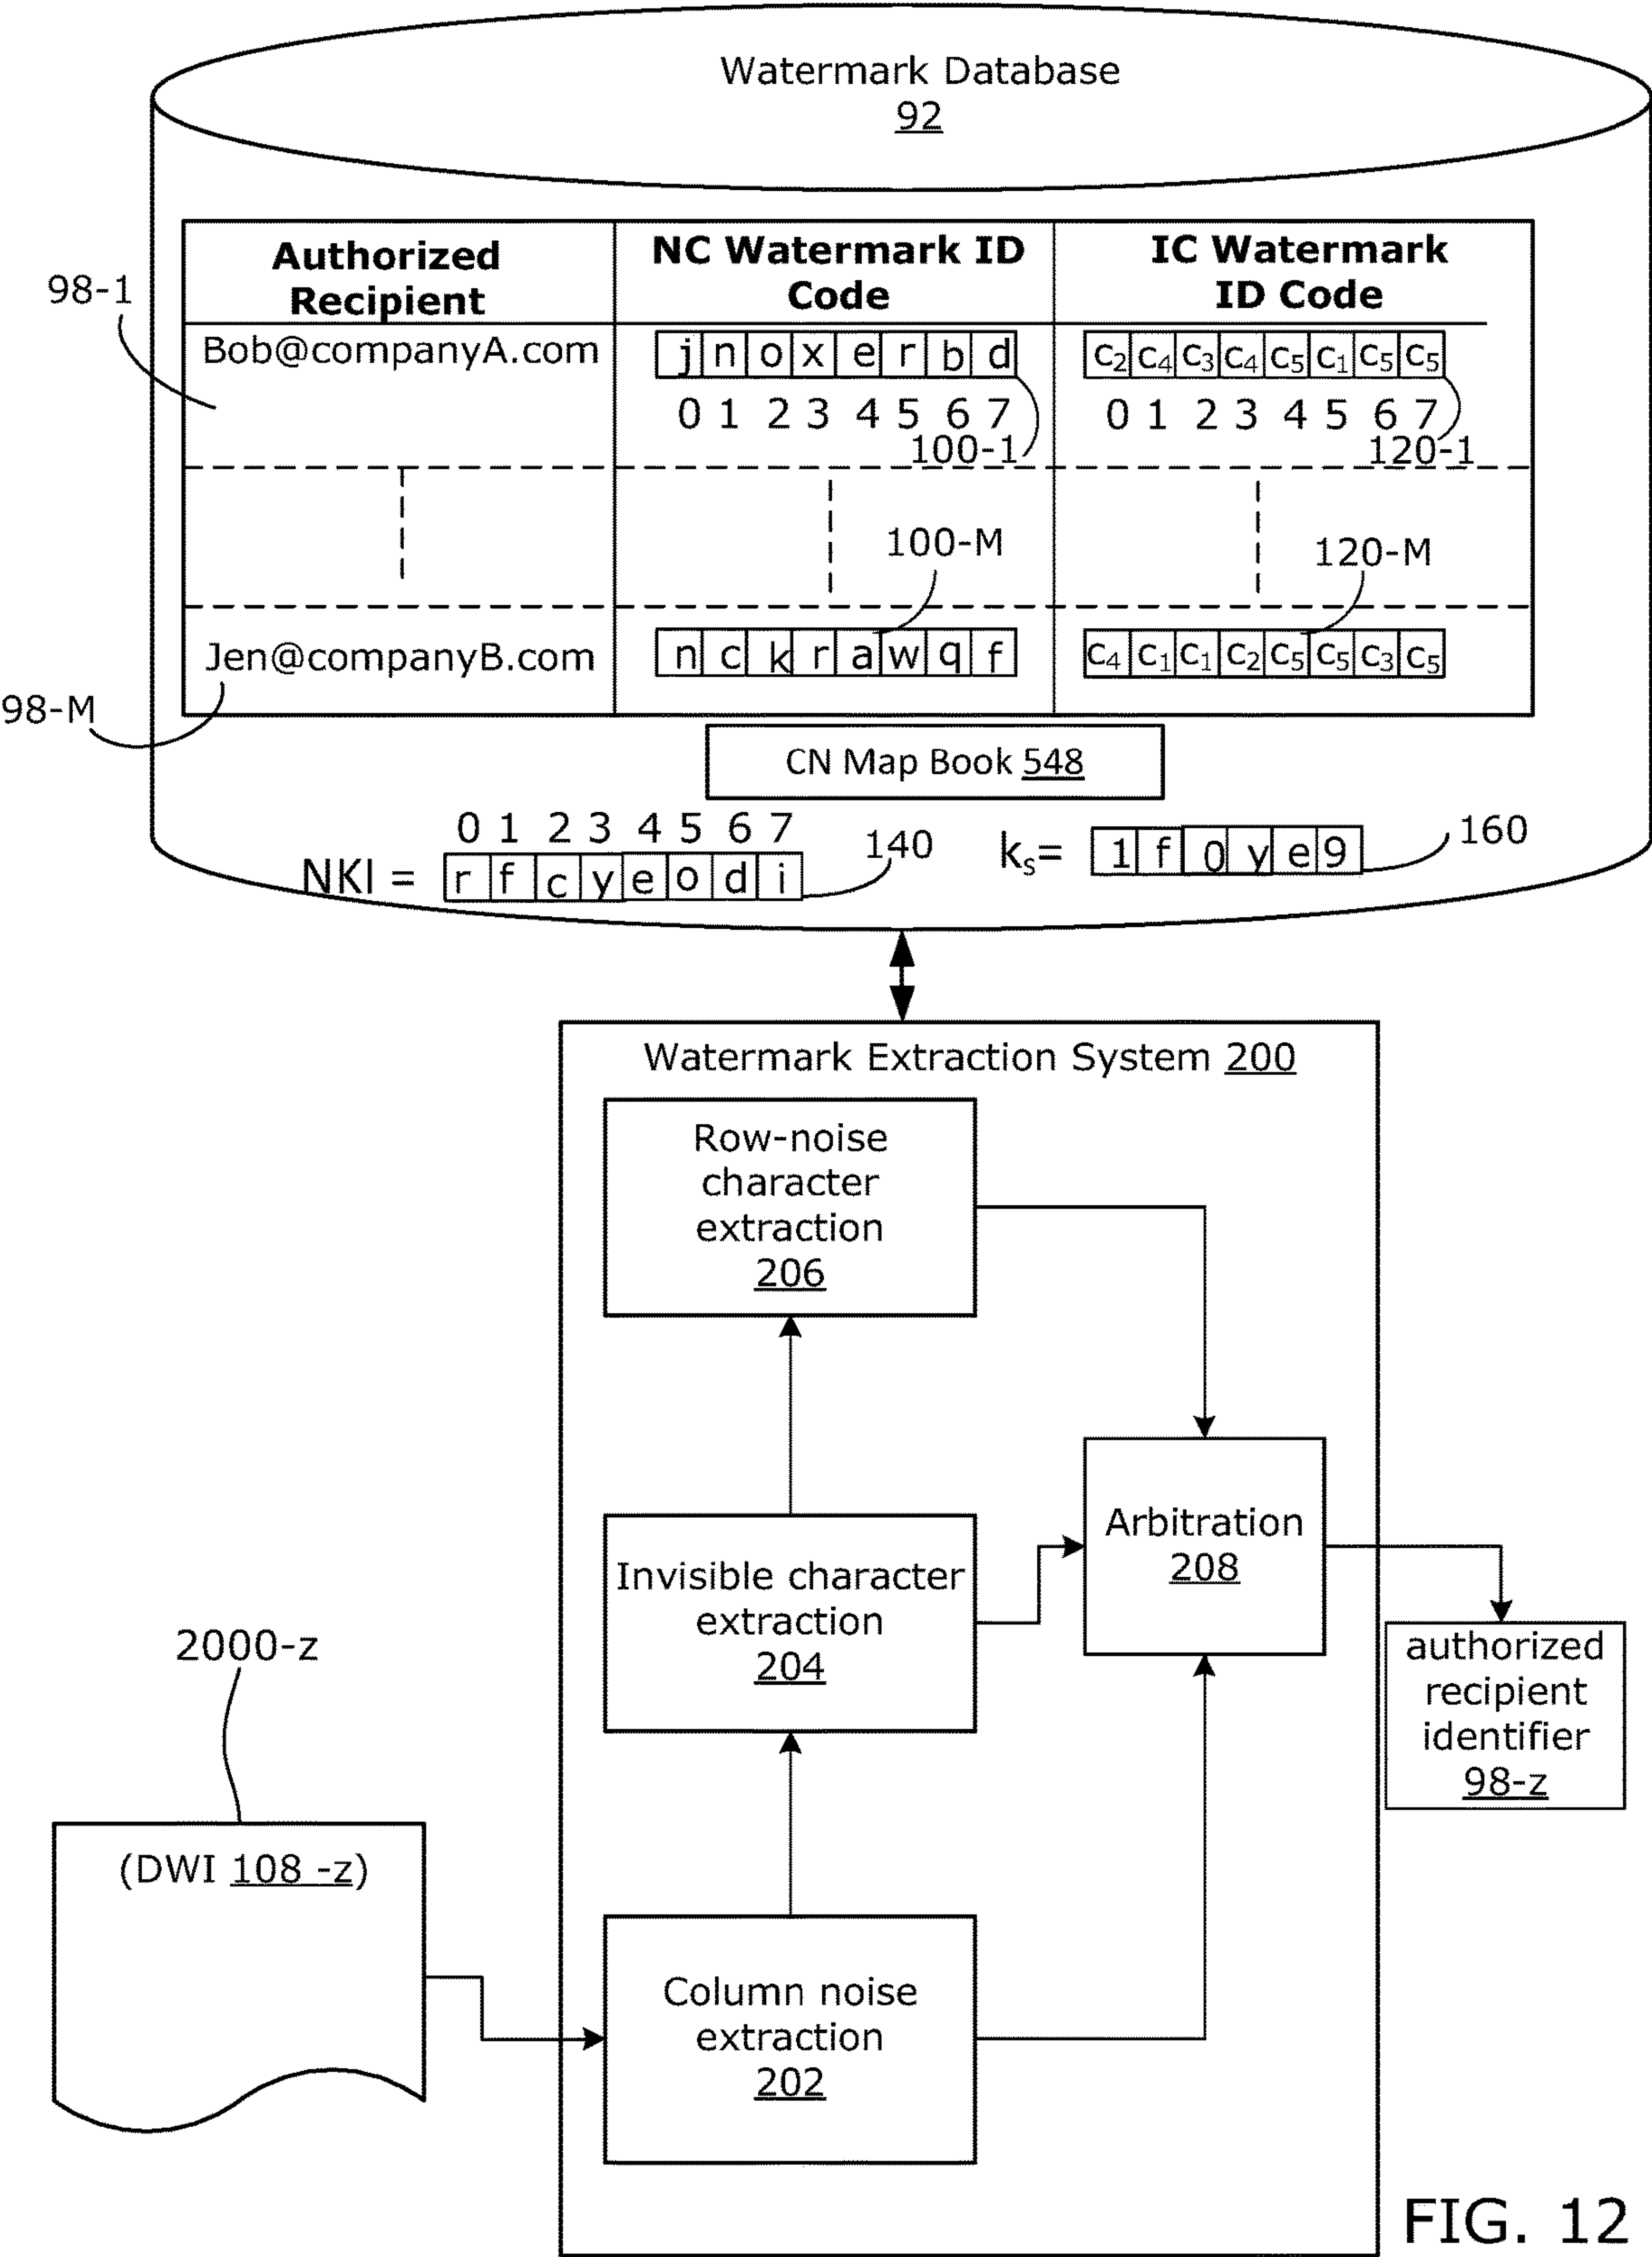 Watermark Database
92
Authorized Recipient
NC Watermark ID Code
IC Watermark ID Code
98-1
Bob@companyA.com
j n o x e r b d
c2 c4 c3 c4 c5 c1 c5 c5
0 1 2 3 4 5 6 7
0 1 2 3 4 5 6 7
100-1
120-1
100-M
120-M
Jen@companyB.com
n c k r a w q f
c4 c1 c1 c2 c5 c5 c3 c5
98-M
CN Map Book 548
0 1 2 3 4 5 6 7
NKI = r f c y e o d i
140
ks= 1 f 0 y e 9
160
Watermark Extraction System 200
Row-noise
character
extraction
206
Arbitration
208
Invisible character
extraction
204
2000-z
authorized
recipient
identifier
98-z
(DWI 108 -z)
Column noise
extraction
202
FIG. 12